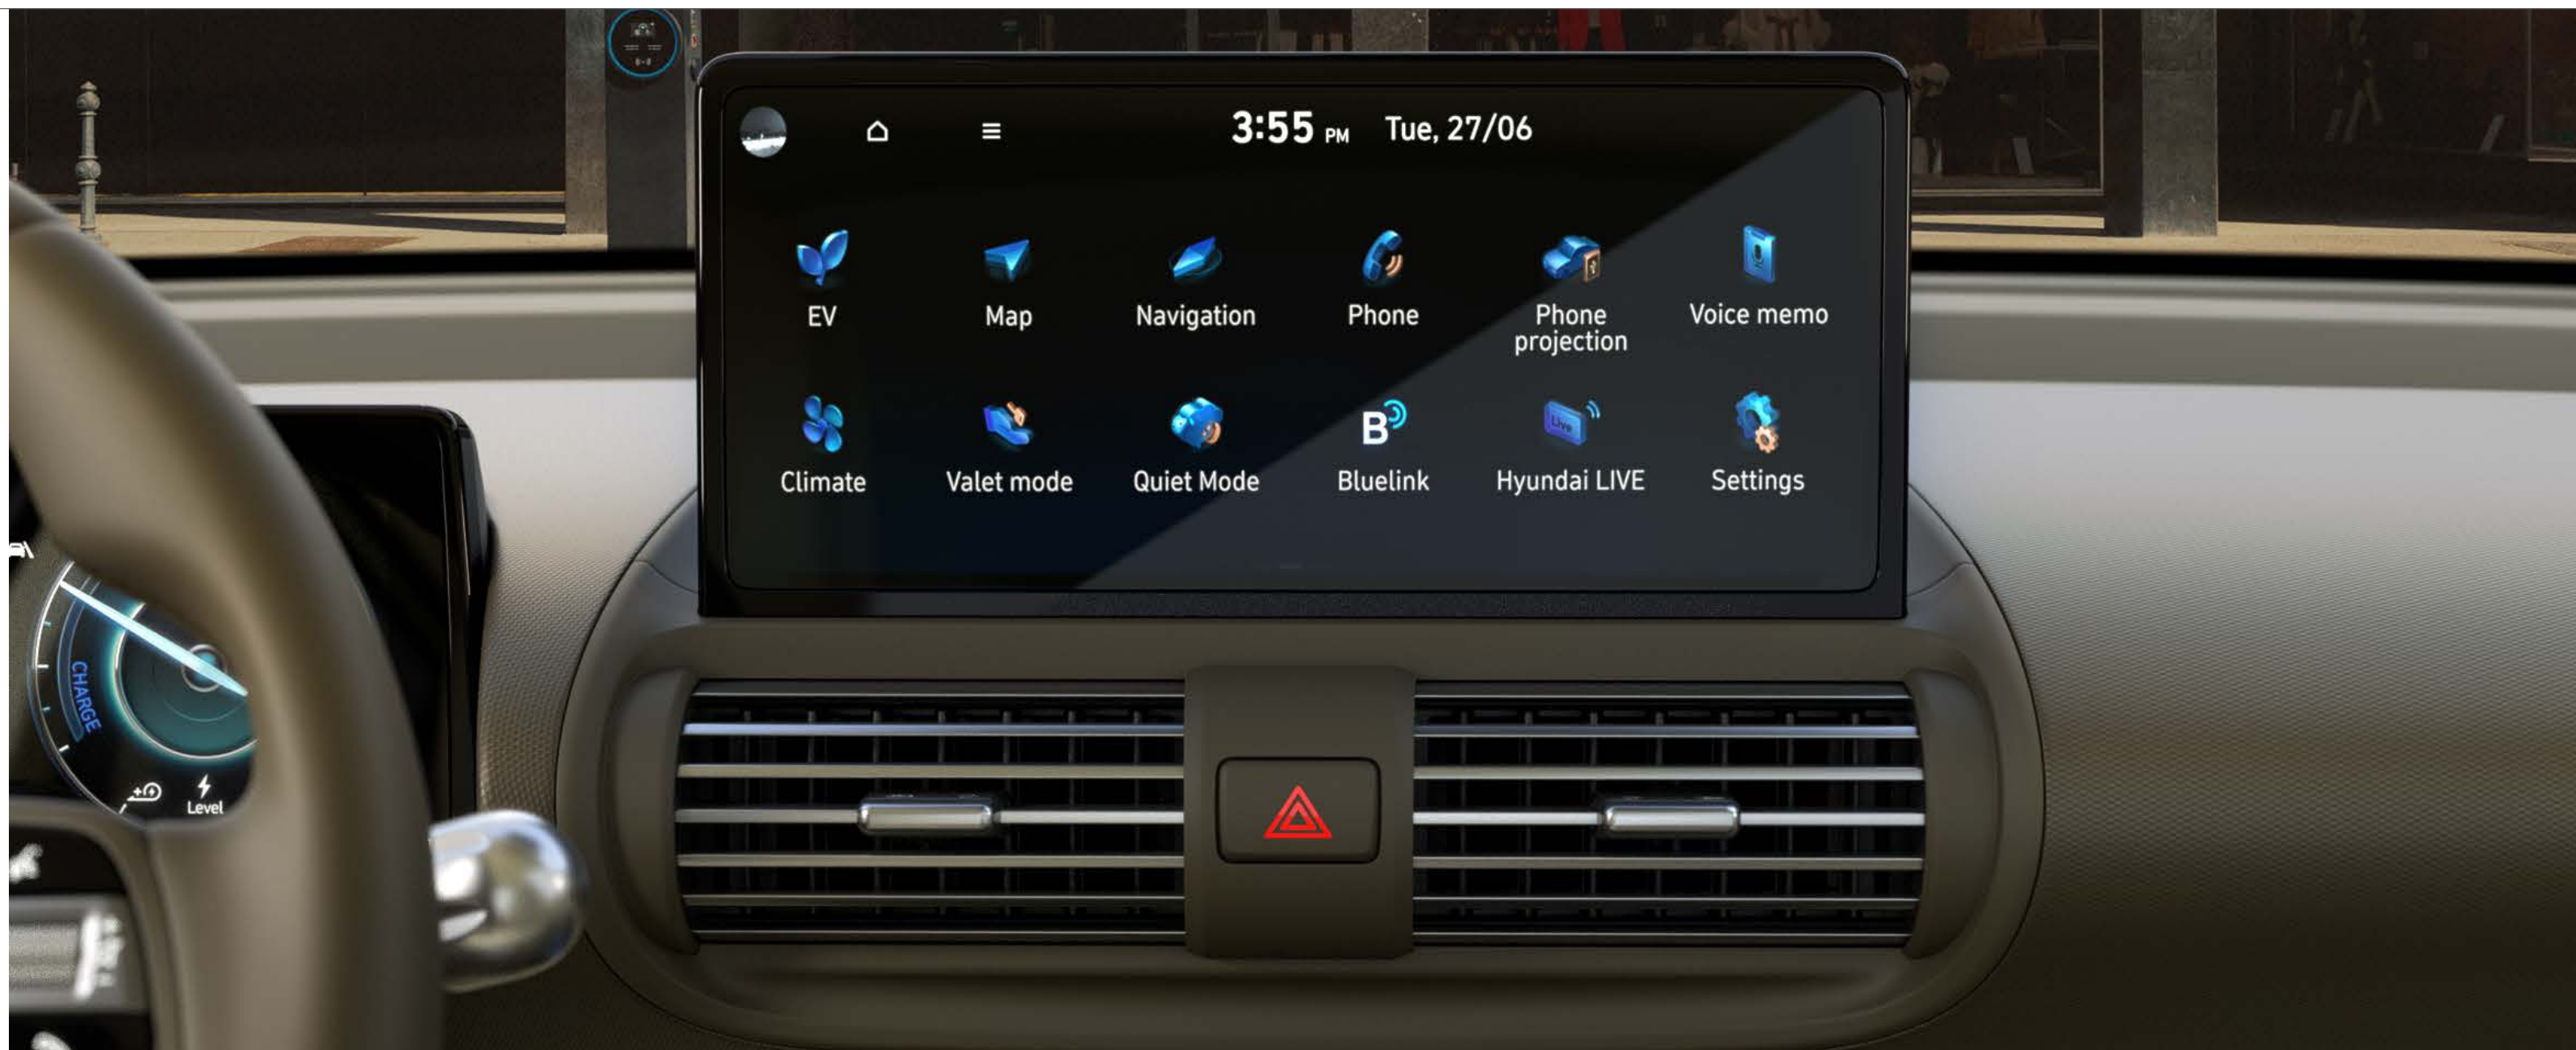 3:55 PM Tue, 27/06
EV
Map
Navigation
Phone
Phone
projection
Voice memo
Climate
Valet mode
Quiet Mode
B
Bluelink
Live
Hyundai LIVE
Settings
CHARGE
Level